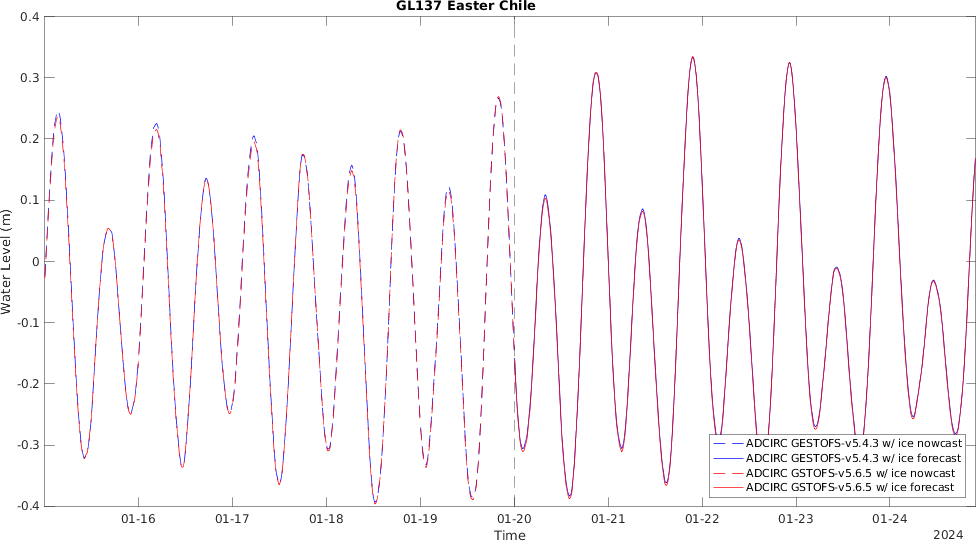 GL137 Easter Chile
0.4
0.3
0.2
0.1
0
-0.1
-0.2
-0.3
-0.4
Water Level (m)
ADCIRC GESTOFS-v5.4.3 w/ ice nowcast
ADCIRC GESTOFS-v5.4.3 w/ ice forecast
ADCIRC GSTOFS-v5.6.5 w/ ice nowcast
ADCIRC GSTOFS-v5.6.5 w/ ice forecast
01-16 01-17 01-18 01-19 01-20 01-21 01-22 01-23 01-24
Time
2024